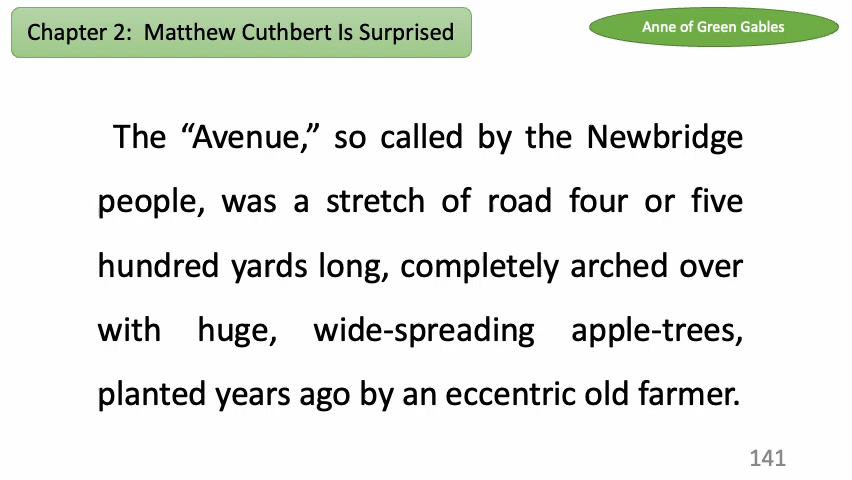 Chapter 2:  Matthew Cuthbert Is Surprised
Anne of Green Gables
The “Avenue,” so called by the Newbridge
people, was a stretch of road four or five
hundred yards long, completely arched over
with huge, wide-spreading apple-trees,
planted years ago by an eccentric old farmer.
141